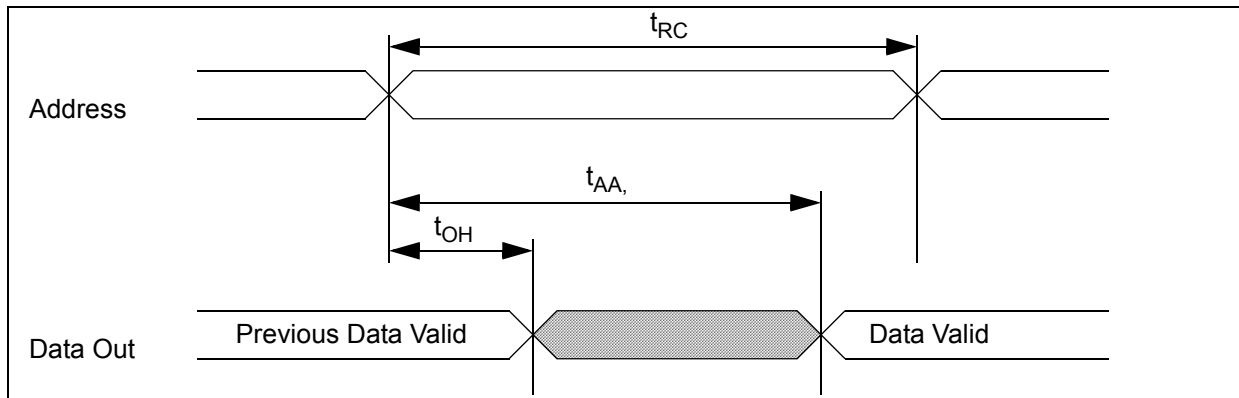 tRC
Address
tAA,
tOH
Previous Data Valid
Data Valid
Data Out